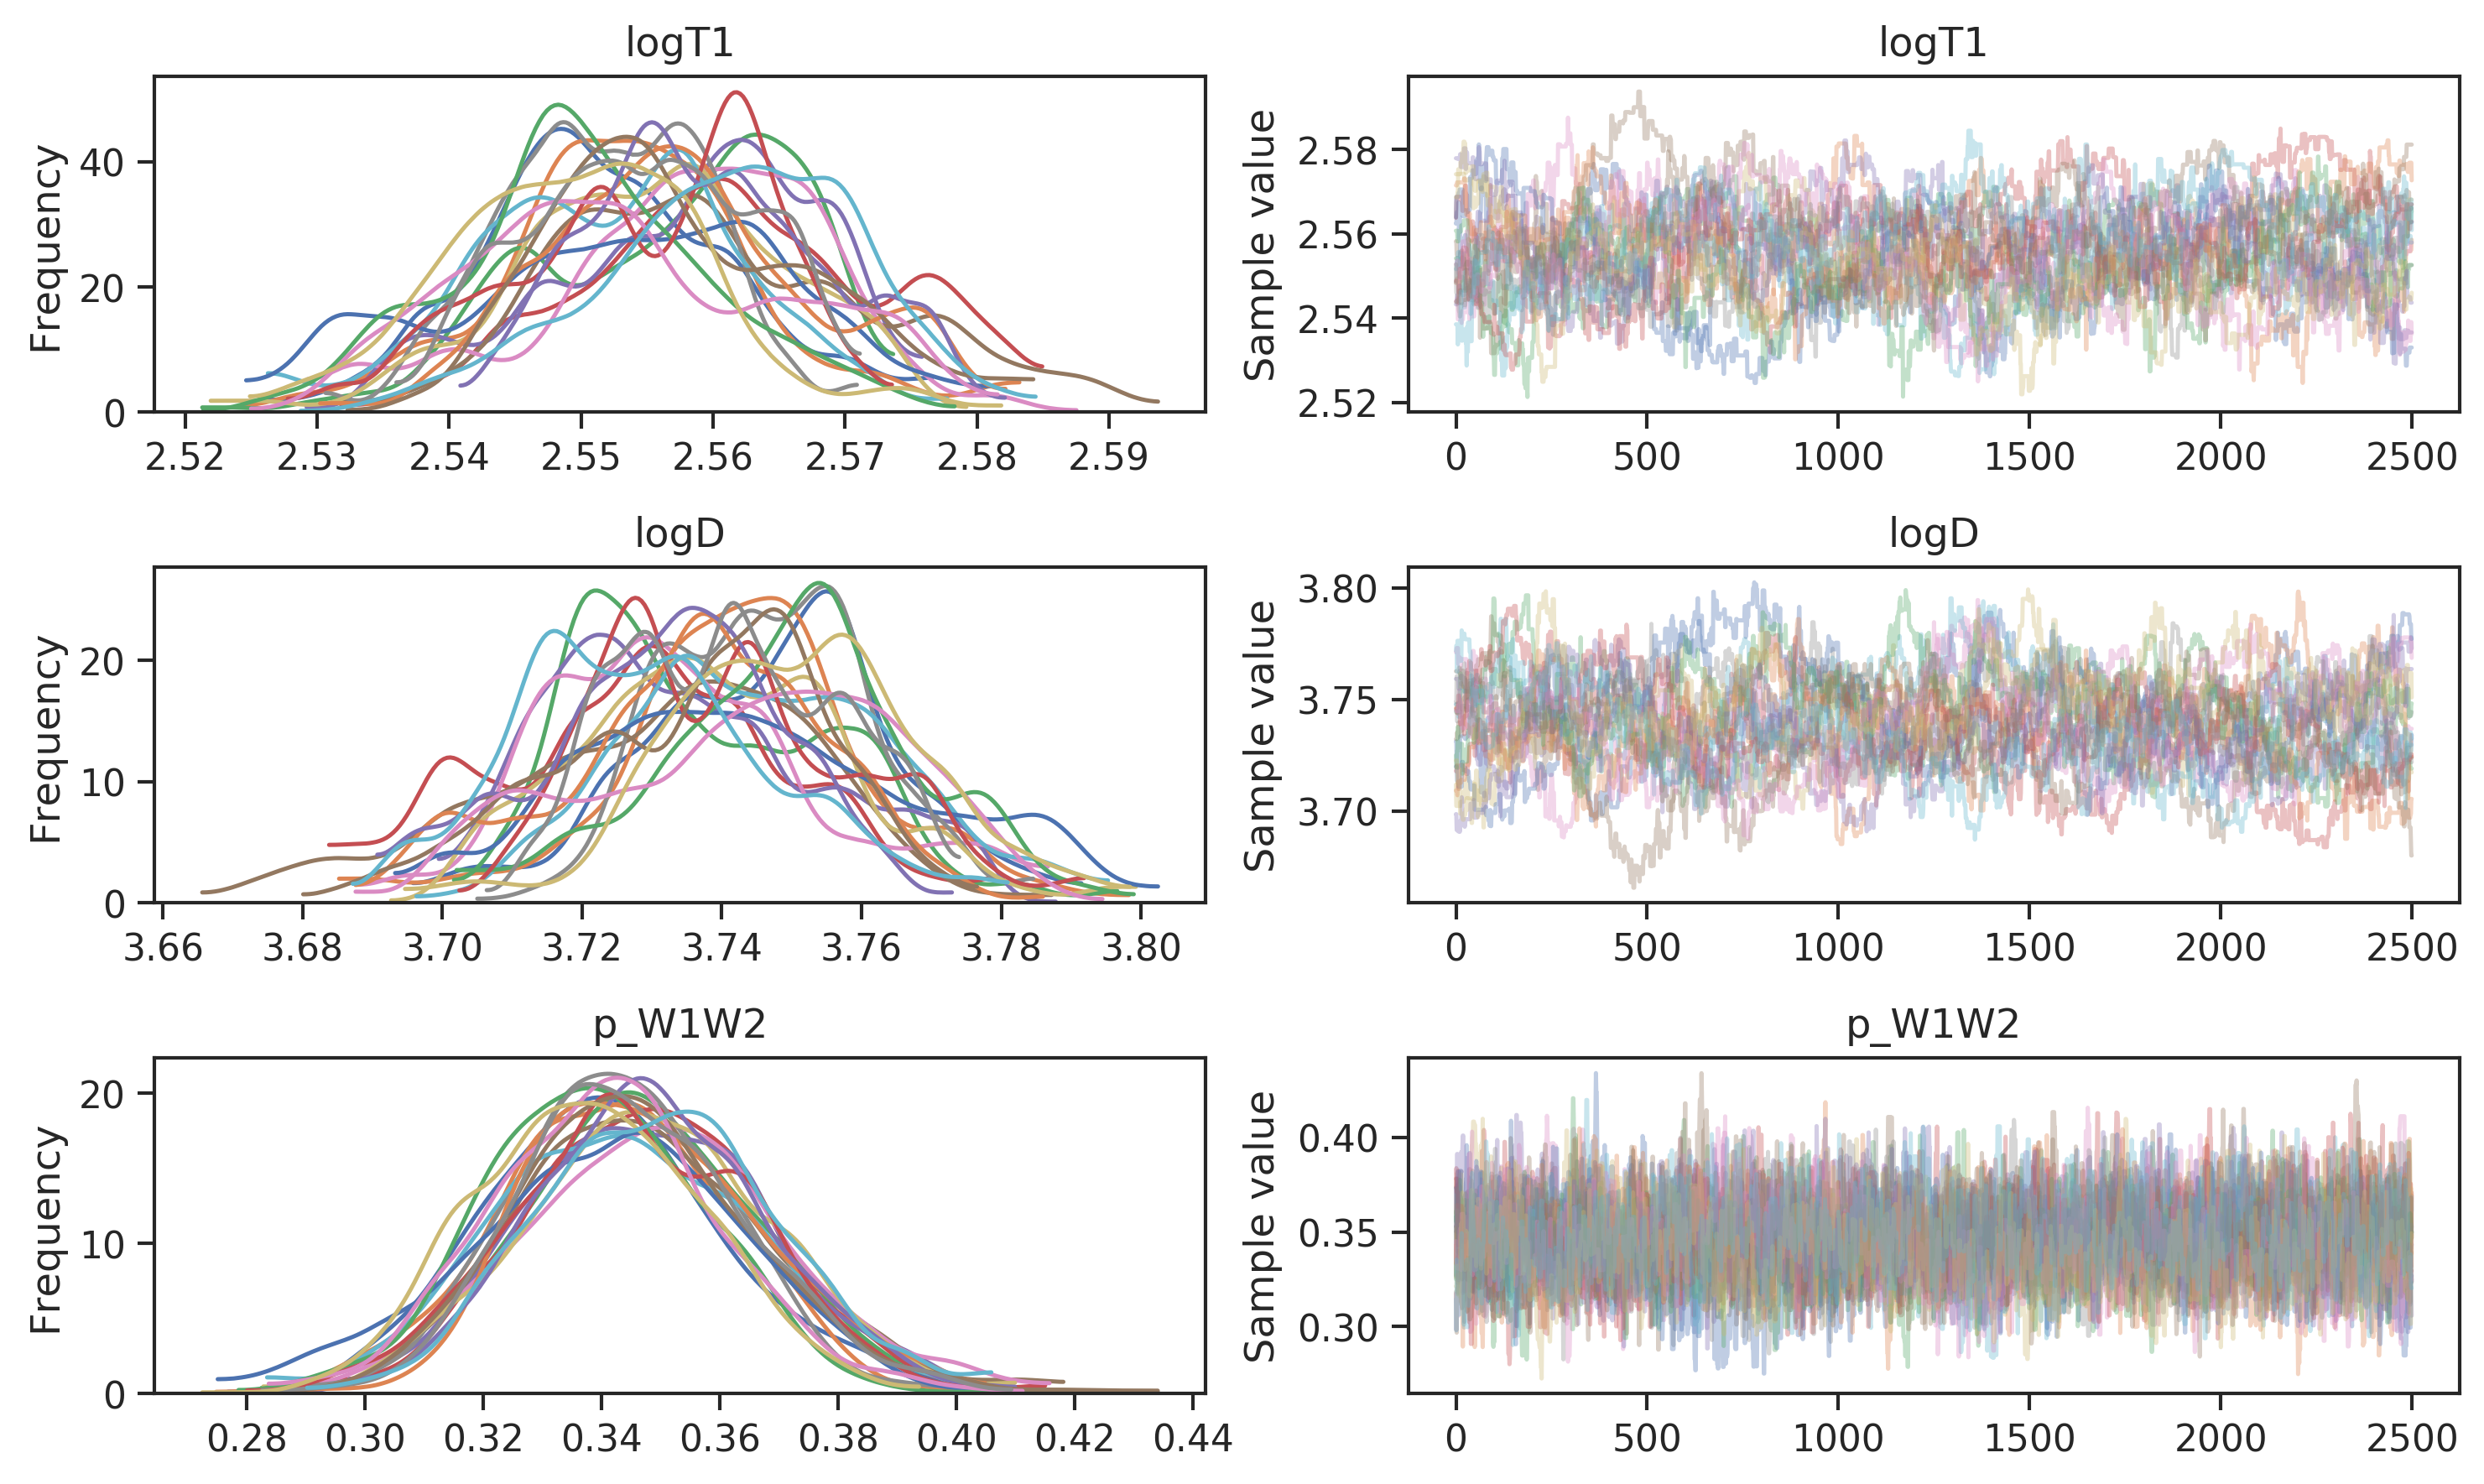 logT1
logT1
Frequency
40
20
0
2.52 2.53 2.54 2.55 2.56 2.57 2.58 2.59
Sample value
2.58
2.56
2.54
2.52
0 500 1000 1500 2000 2500
logD
logD
Frequency
20
10
0
3.66 3.68 3.70 3.72 3.74 3.76 3.78 3.80
Sample value
3.80
3.75
3.70
0 500 1000 1500 2000 2500
p_W1W2
p_W1W2
Frequency
20
10
0
0.28 0.30 0.32 0.34 0.36 0.38 0.40 0.42 0.44
Sample value
0.40
0.35
0.30
0 500 1000 1500 2000 2500